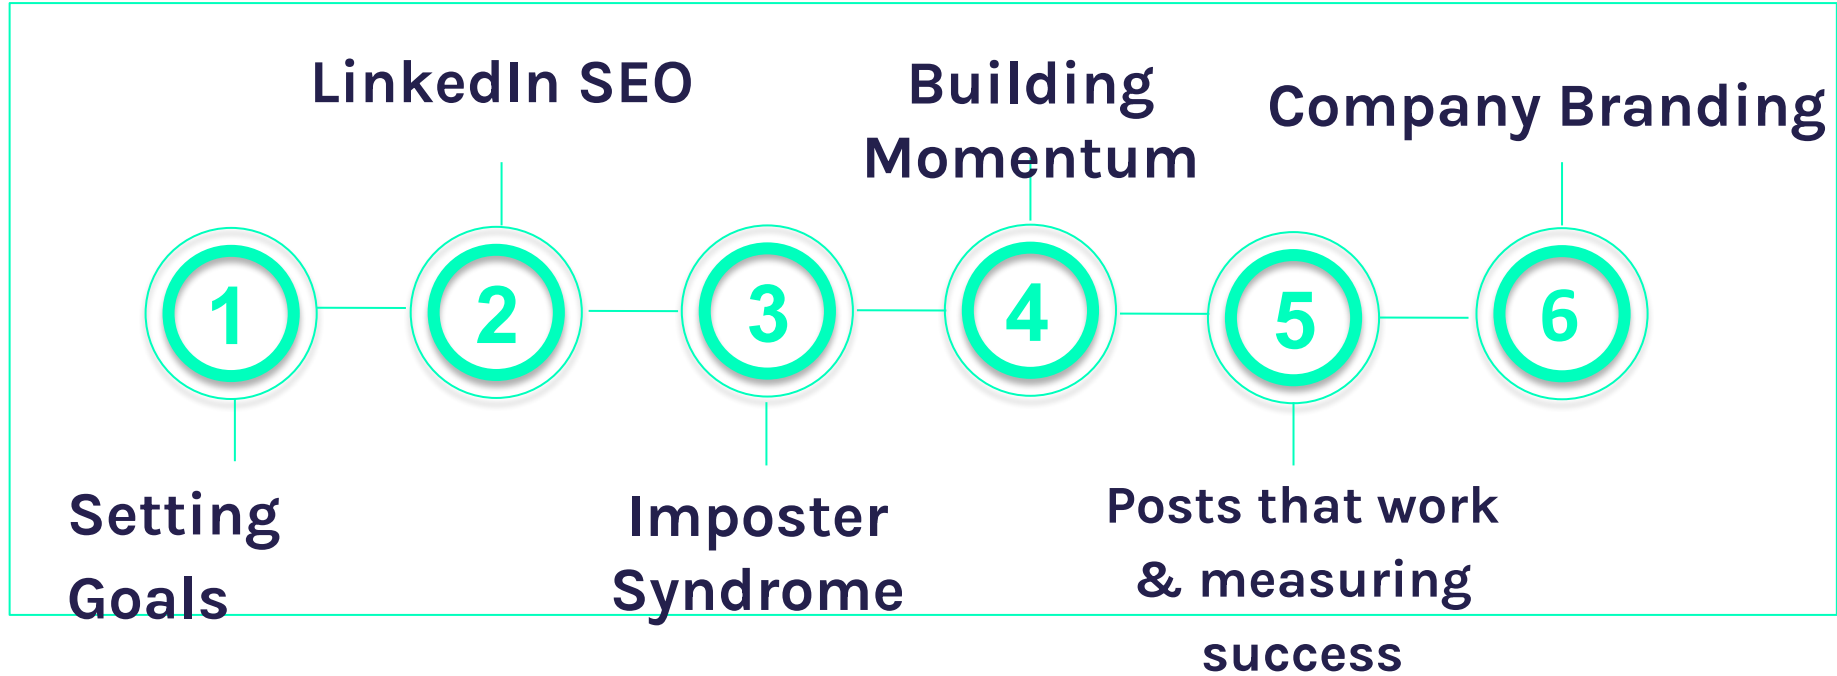 LinkedIn SEO
Building
Momentum
Company Branding
1
2
3
4
5
6
Setting
Goals
Imposter
Syndrome
Posts that work
& measuring
success